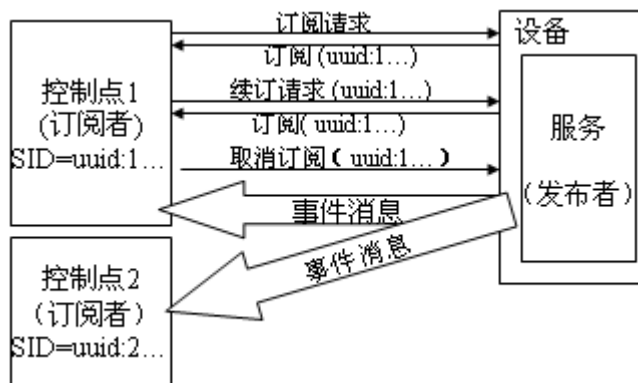 订阅请求
订阅 (uuid:1…)
续订请求 (uuid:1…)
订阅( uuid:1…)
取消订阅（ uuid:1…）
事件消息
事件消息
控制点1
(订阅者)
SID=uuid:1…
控制点2
（订阅者）
SID=uuid:2…
设备
服务
（发布者）